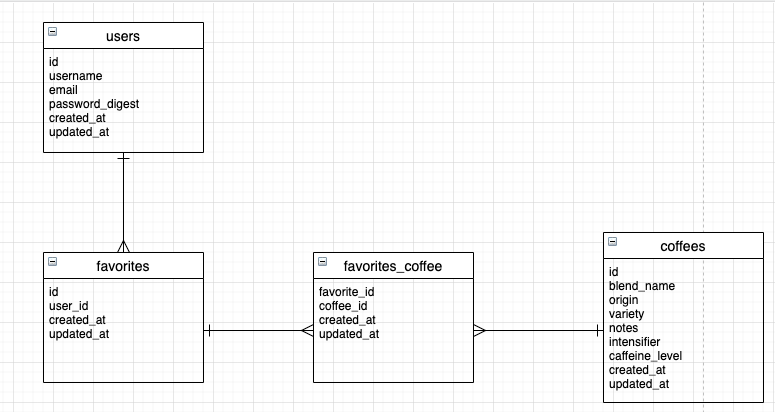 users
id
username
email
password_digest
created_at
updated_at
favorites
id
user_id
created_at
updated_at
favorites_coffee
favorite_id
coffee_id
created_at
updated_at
coffees
id
blend_name
origin
variety
notes
intensifier
caffeine_level
created_at
updated_at